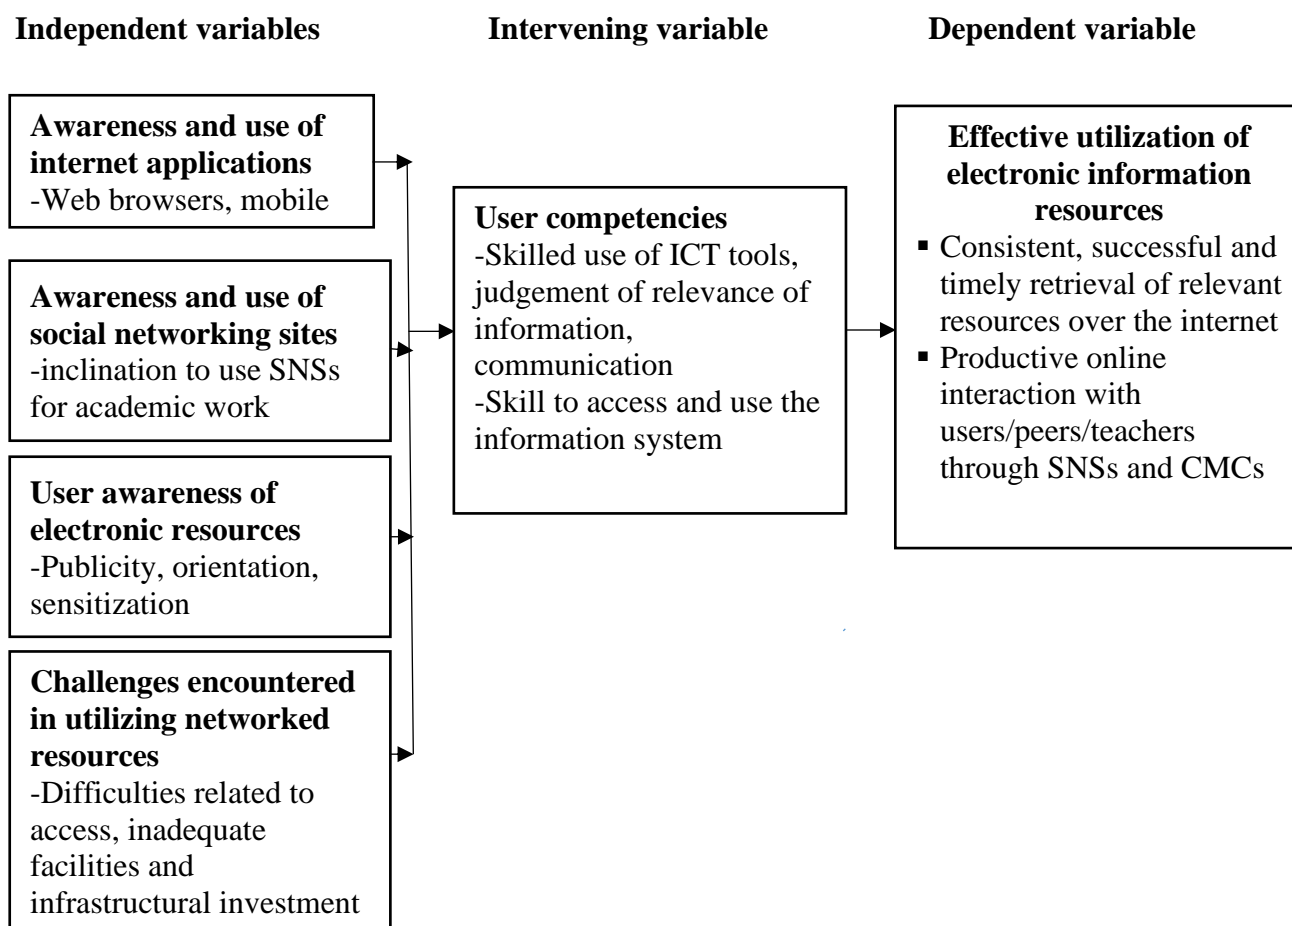 Independent variables
Intervening variable
Dependent variable
Awareness and use of
internet applications
-Web browsers, mobile
Awareness and use of
social networking sites
-inclination to use SNSs
for academic work
User awareness of
electronic resources
-Publicity, orientation,
sensitization
Challenges encountered
in utilizing networked
resources
-Difficulties related to
access, inadequate
facilities and
infrastructural investment
User competencies
-Skilled use of ICT tools,
judgement of relevance of
information,
communication
-Skill to access and use the
information system
Effective utilization of
electronic information
resources
▪ Consistent, successful and
timely retrieval of relevant
resources over the internet
▪ Productive online
interaction with
users/peers/teachers
through SNSs and CMCs